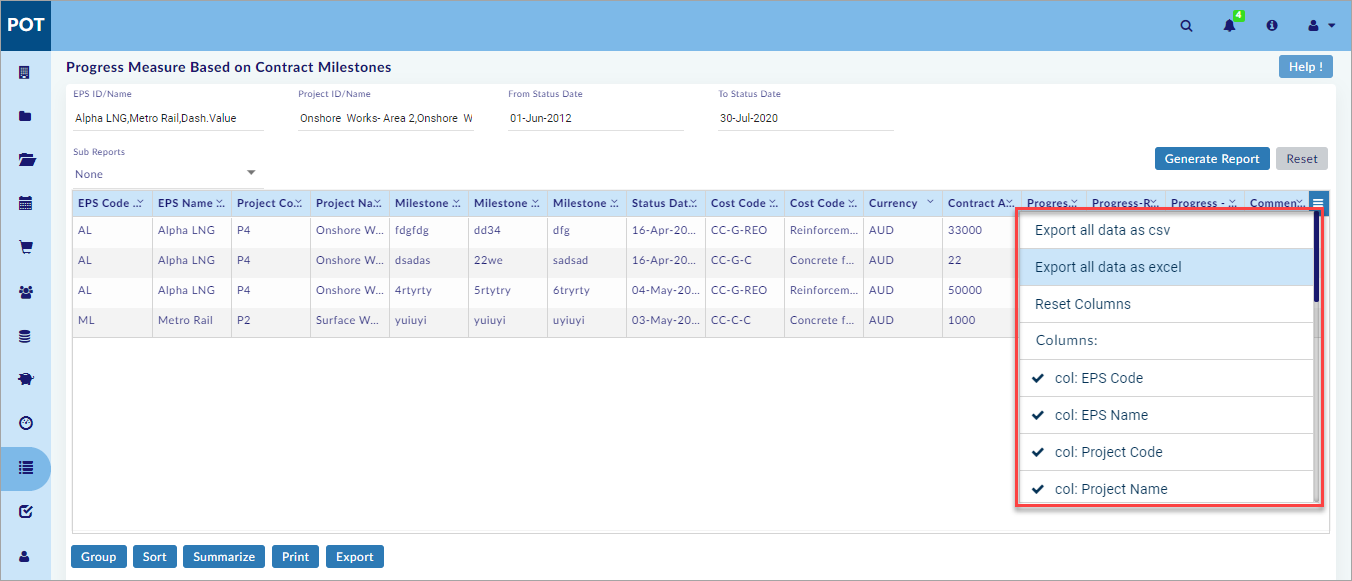 POT
4
Progress Measure Based on Contract Milestones
Help !
EPS ID/Name Project ID/Name From Status Date To Status Date
Alpha LNG,Metro Rail,Dash.Value Onshore Works- Area 2,Onshore W 01-Jun-2012 30-Jul-2020
Sub Reports
None
Generate Report Reset
EPS Code ... EPS Name Project Co... Project Na... Milestone Milestone Milestone Status Dat... Cost Code Cost Code Currency Contract A... Progres... Progress-R... Progress - ... Commen...
AL Alpha LNG P4 Onshore W... fdgfdg dd34 dfg 16-Apr-20... CC-G-REO Reinforcem... AUD 33000
AL Alpha LNG P4 Onshore W... dsadas 22we sadsad 16-Apr-20... CC-G-C Concrete f... AUD 22
AL Alpha LNG P4 Onshore W... 4rtyrty 5rtytry 6tryrty 04-May-20... CC-G-REO Reinforcem... AUD 50000
ML Metro Rail P2 Surface W... yuiuyi yuiuyi uyiuyi 03-May-20... CC-C-C Concrete f... AUD 1000
Export all data as csv
Export all data as excel
Reset Columns
Columns:
col: EPS Code
col: EPS Name
col: Project Code
col: Project Name
Group Sort Summarize Print Export